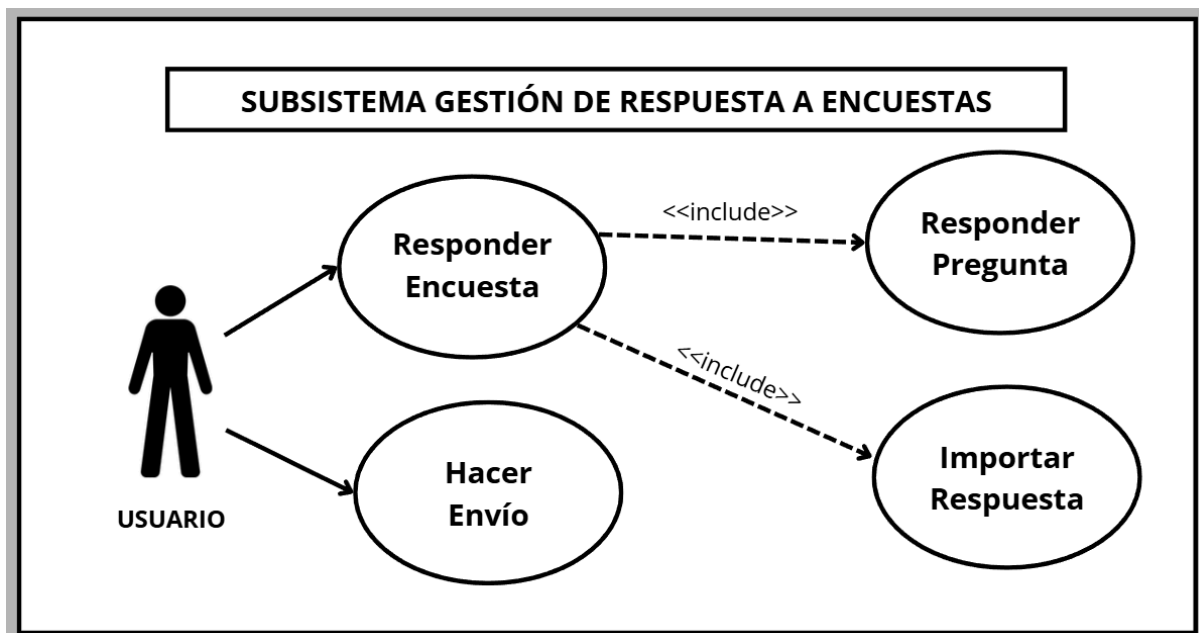 SUBSISTEMA GESTIÓN DE RESPUESTA A ENCUESTAS
Responder
Encuesta
<<include>>
Responder
Pregunta
<<include>>
Importar
Respuesta
Hacer
Envío
USUARIO